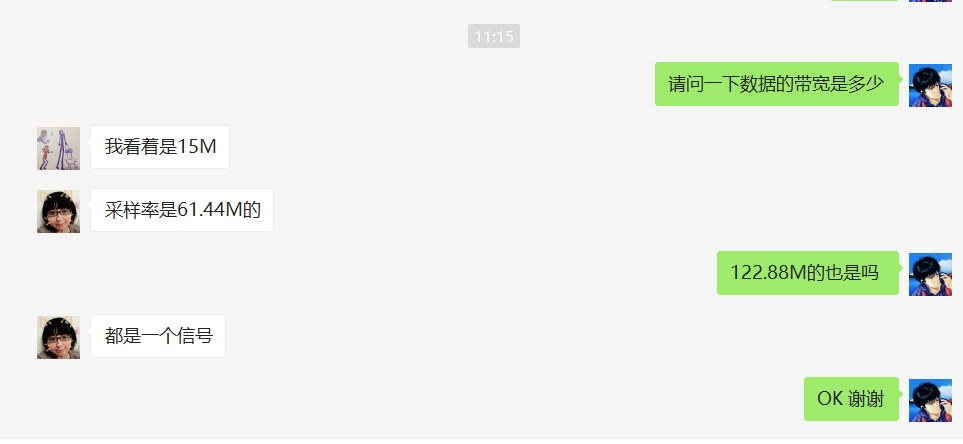 11:15
请问一下数据的带宽是多少
我看着是15M
采样率是61.44M的
122.88M的也是吗
都是一个信号
OK 谢谢